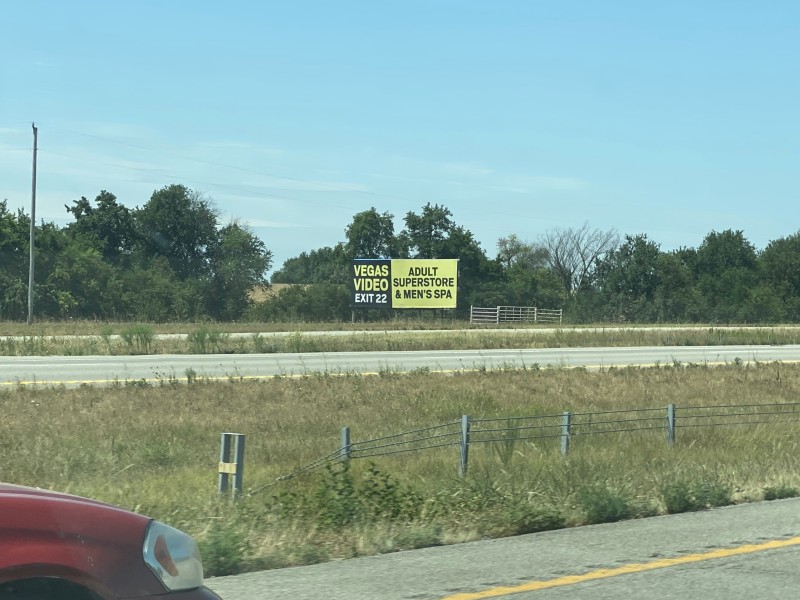 VEGAS
VIDEO
EXIT 22
ADULT
SUPERSTORE
& MEN'S SPA